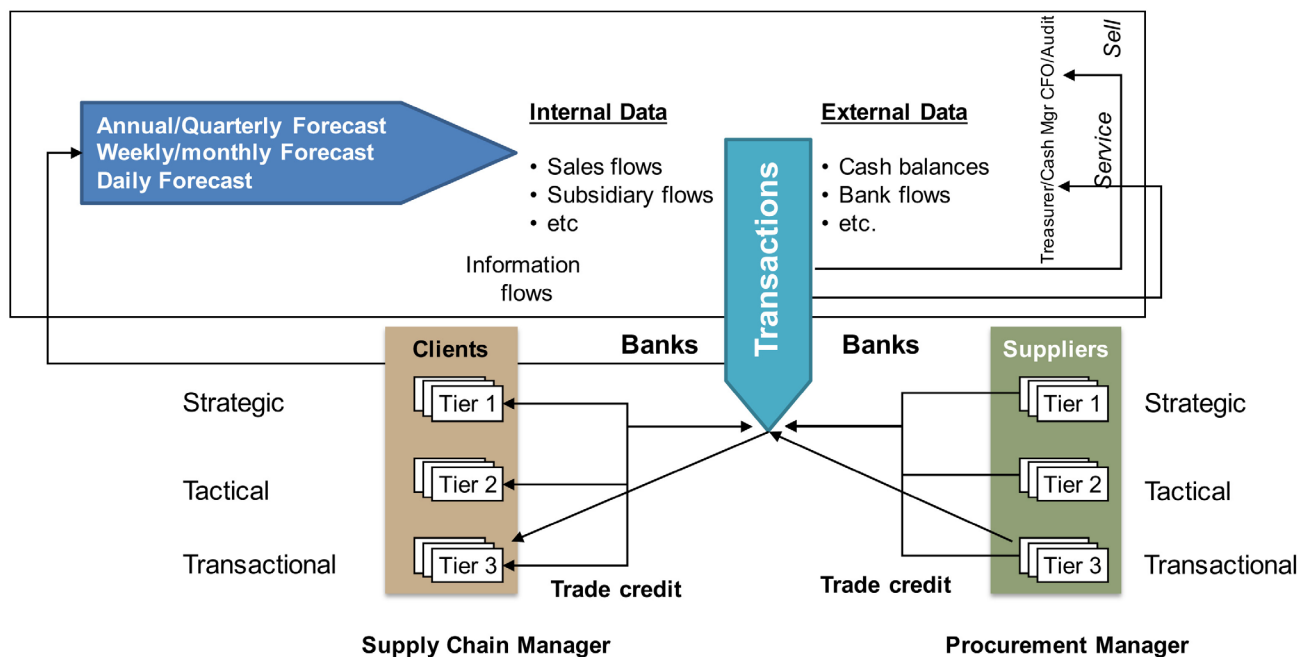 Annual/Quarterly Forecast
Weekly/monthly Forecast
Daily Forecast
Internal Data
• Sales flows
• Subsidiary flows
• etc
Information
flows
Transactions
External Data
• Cash balances
• Bank flows
• etc.
Treasurer/Cash Mgr CFO/Audit
Service
Sell
Clients
Banks
Banks
Suppliers
Strategic
Tier 1
Tier 1
Strategic
Tactical
Tier 2
Tier 2
Tactical
Transactional
Tier 3
Tier 3
Transactional
Trade credit
Trade credit
Supply Chain Manager
Procurement Manager